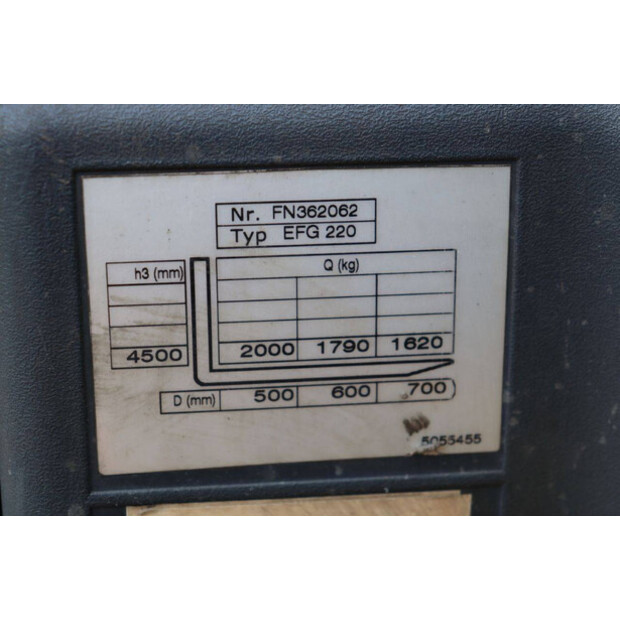 Nr. FN362062
Typ EFG 220
h3 (mm) Q (kg)
4500 2000 1790 1620
D (mm) 500 600 700
5055455